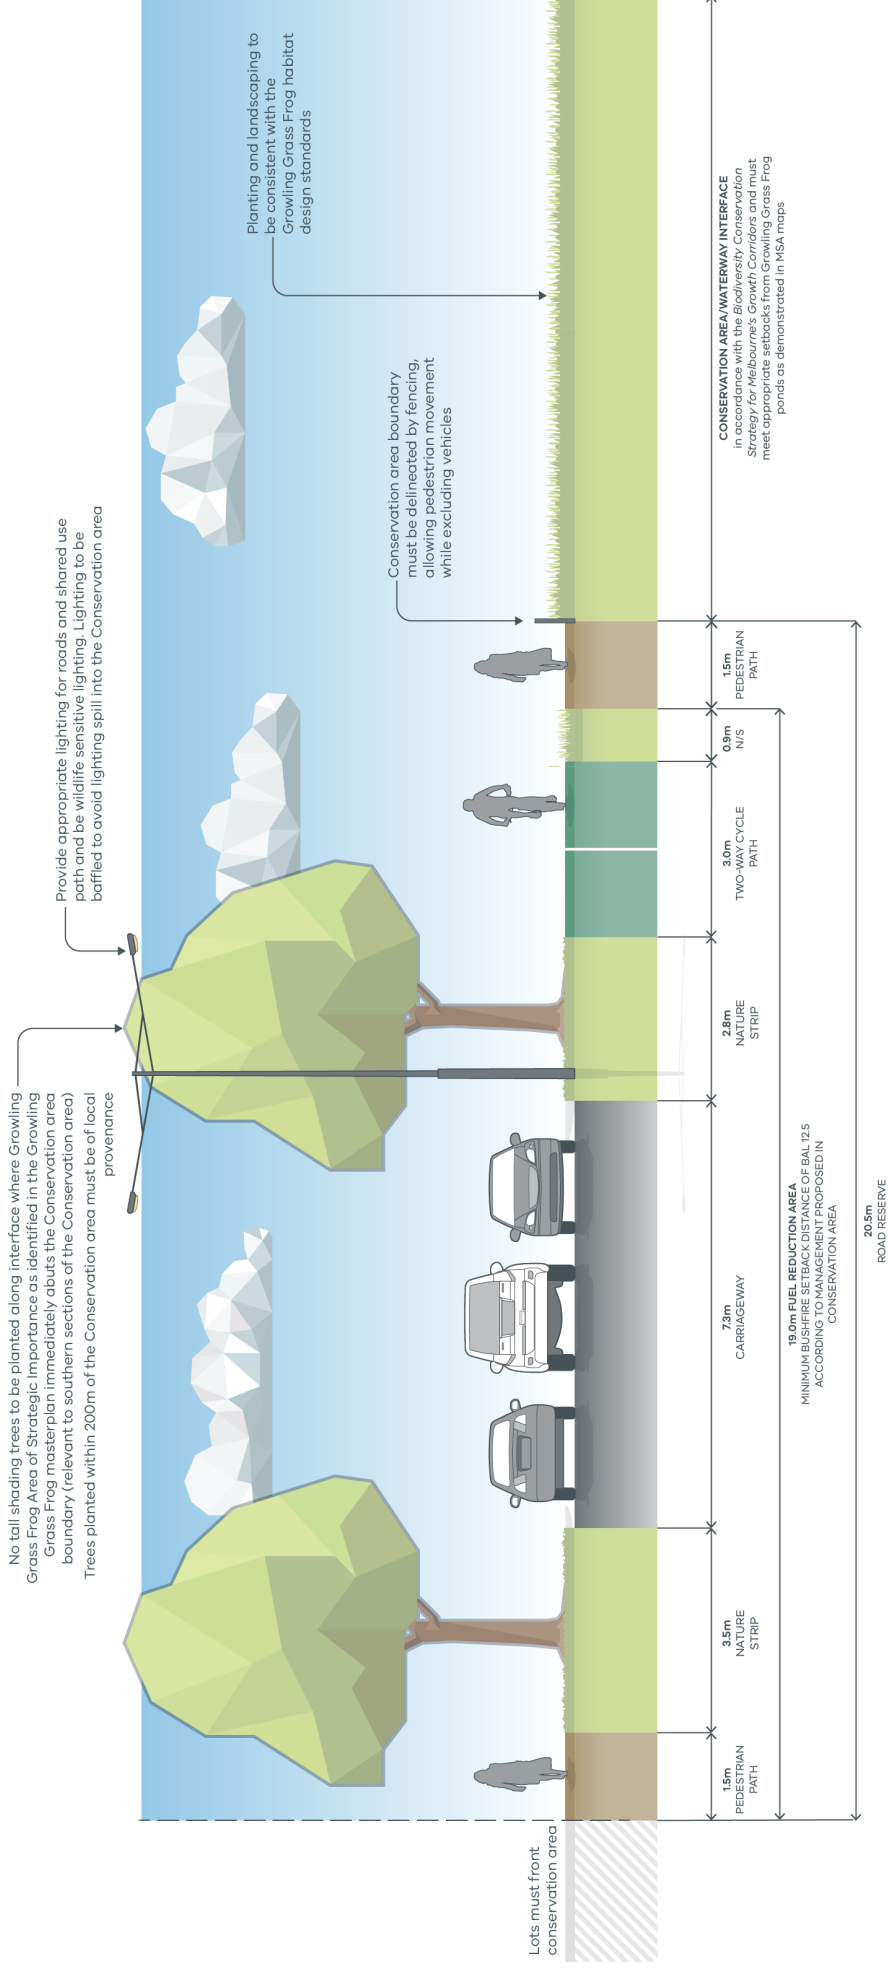 No tall shading trees to be planted along interface where Growling
Grass Frog Area of Strategic Importance as identified in the Growling
Grass Frog masterplan immediately abuts the Conservation area
boundary (relevant to southern sections of the Conservation area)
Trees planted within 200m of the Conservation area must be of local
provenance
Provide appropriate lighting for roads and shared use
path and be wildlife sensitive lighting. Lighting to be
baffled to avoid lighting spill into the Conservation area
Planting and landscaping to
be consistent with the
Growling Grass Frog habitat
design standards
Conservation area boundary
must be delineated by fencing,
allowing pedestrian movement
while excluding vehicles
Lots must front
conservation area
1.5m
PEDESTRIAN
PATH
3.5m
NATURE
STRIP
7.3m
CARRIAGEWAY
2.8m
NATURE
STRIP
3.0m
TWO-WAY CYCLE
PATH
0.9m
N/S
1.5m
PEDESTRIAN
PATH
CONSERVATION AREA/WATERWAY INTERFACE
in accordance with the Biodiversity Conservation
Strategy for Melbourne's Growth Corridors and must
meet appropriate setbacks from Growling Grass Frog
ponds as demonstrated in MSA maps
19.0m FUEL REDUCTION AREA
MINIMUM BUSHFIRE SETBACK DISTANCE OF BAL 12.5
ACCORDING TO MANAGEMENT PROPOSED IN
CONSERVATION AREA
20.5m
ROAD RESERVE